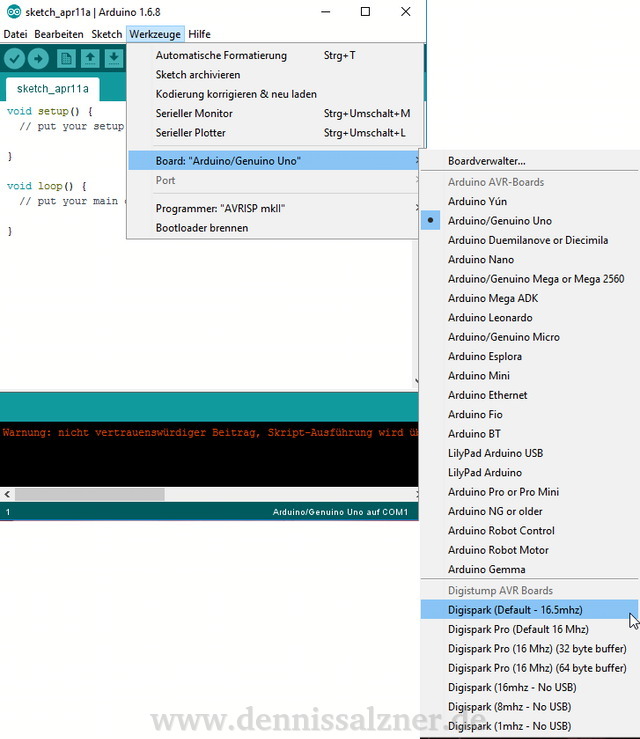 sketch_apr11a | Arduino 1.6.8
Datei Bearbeiten Sketch Werkzeuge Hilfe
sketch_apr11a
void setup() {
// put your setup
}
void loop() {
// put your main
}
Automatische Formatierung Strg+T
Sketch archivieren
Kodierung korrigieren & neu laden
Serieller Monitor Strg+Umschalt+M
Serieller Plotter Strg+Umschalt+L
Board: "Arduino/Genuino Uno"
Port
Programmer: "AVRISP mkII"
Bootloader brennen
Boardverwalter...
Arduino AVR-Boards
Arduino Yún
Arduino/Genuino Uno
Arduino Duemilanove or Diecimila
Arduino Nano
Arduino/Genuino Mega or Mega 2560
Arduino Mega ADK
Arduino Leonardo
Arduino/Genuino Micro
Arduino Esplora
Arduino Mini
Arduino Ethernet
Arduino Fio
Arduino BT
LilyPad Arduino USB
LilyPad Arduino
Arduino Pro or Pro Mini
Arduino NG or older
Arduino Robot Control
Arduino Robot Motor
Arduino Gemma
Digistump AVR Boards
Digispark (Default - 16.5mhz)
Digispark Pro (Default 16 Mhz)
Digispark Pro (16 Mhz) (32 byte buffer)
Digispark Pro (16 Mhz) (64 byte buffer)
Digispark (16mhz - No USB)
Digispark (8mhz - No USB)
Digispark (1mhz - No USB)
Warnung: nicht vertrauenswürdiger Beitrag, Skript-Ausführung wird
1 Arduino/Genuino Uno auf COM1
www.dennissalzner.de